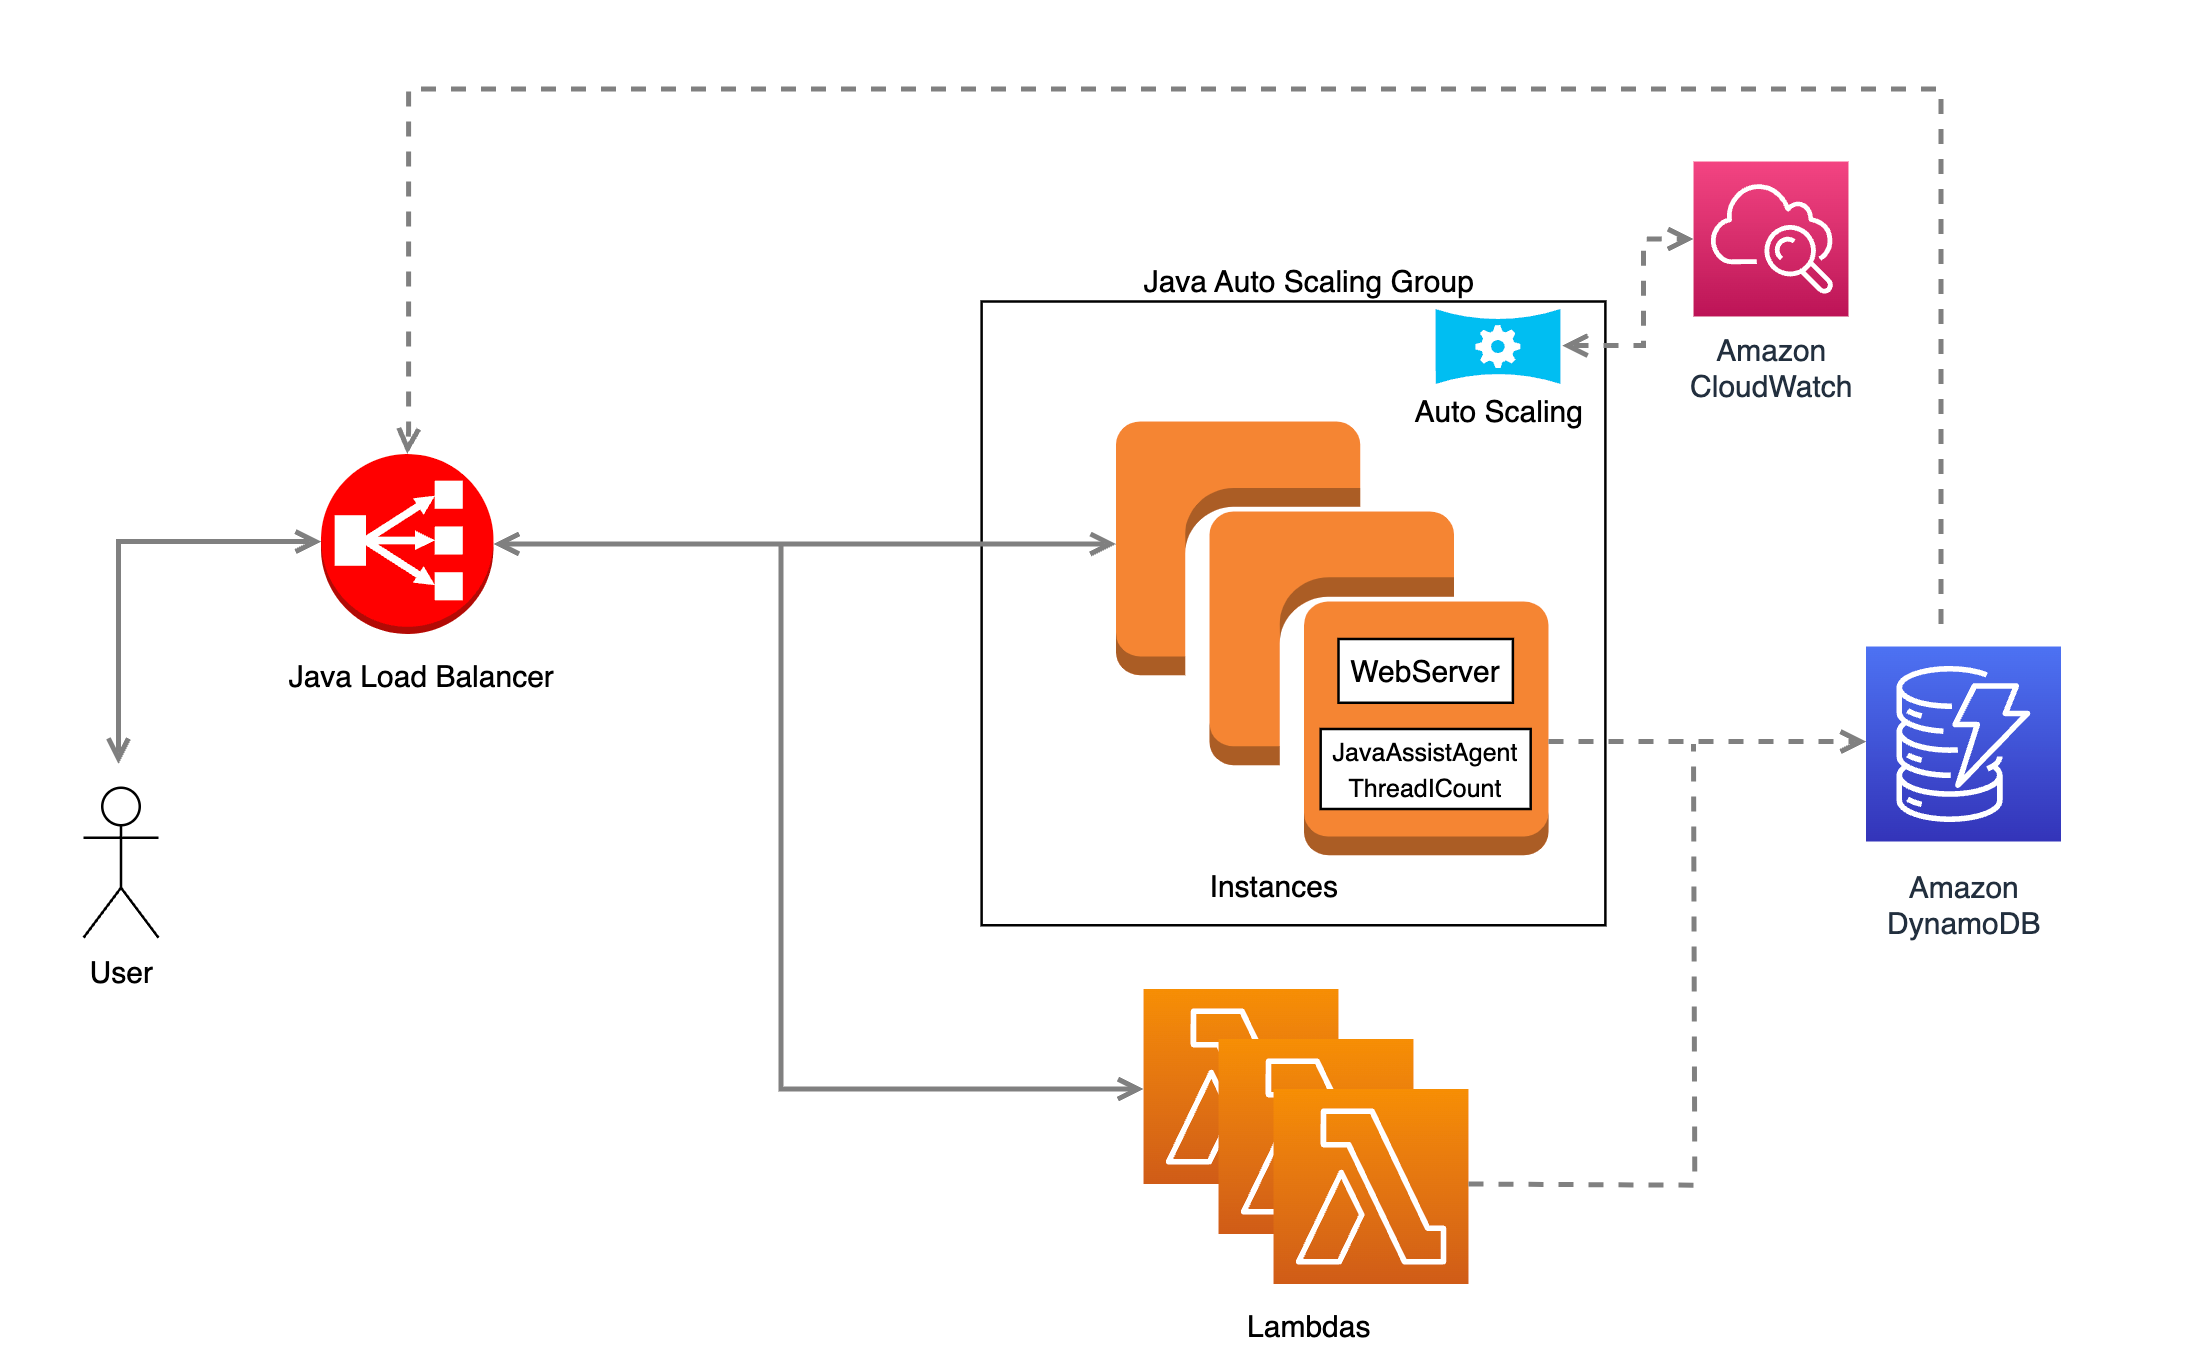 Java Auto Scaling Group
Auto Scaling
Amazon
CloudWatch
Java Load Balancer
WebServer
JavaAssistAgent
ThreadICount
Instances
Amazon
DynamoDB
User
Lambdas